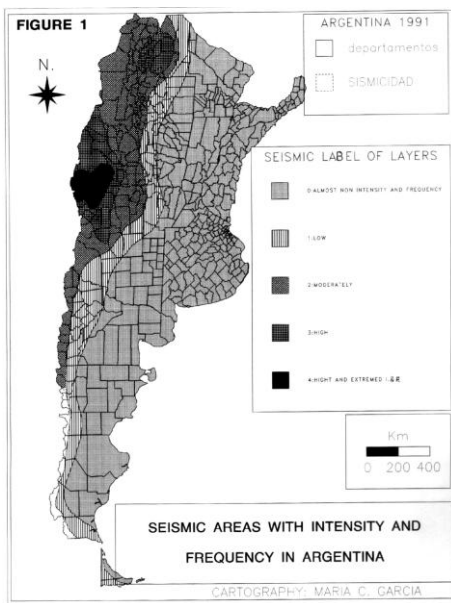 FIGURE 1
N.
ARGENTINA 1991
departamentos
SISMICIDAD
SEISMIC LABEL OF LAYERS
0:ALMOST NON INTENSITY AND FREQUENCY
1:LOW
2:MODERATELY
3:HIGH
4:HIGHT AND EXTREMED
Km
0 200 400
SEISMIC AREAS WITH INTENSITY AND
FREQUENCY IN ARGENTINA
CARTOGRAPHY: MARIA C. GARCIA